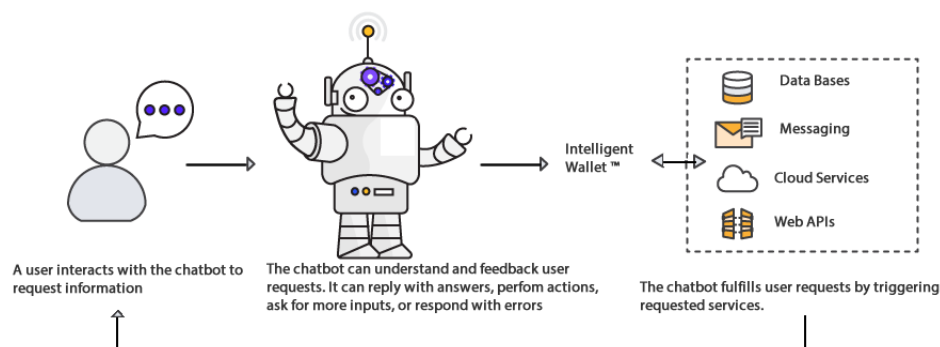 Data Bases
Messaging
Intelligent
Wallet ™
Cloud Services
Web APIs
A user interacts with the chatbot to
request information
The chatbot can understand and feedback user
requests. It can reply with answers, perfom actions,
ask for more inputs, or respond with errors
The chatbot fulfills user requests by triggering
requested services.